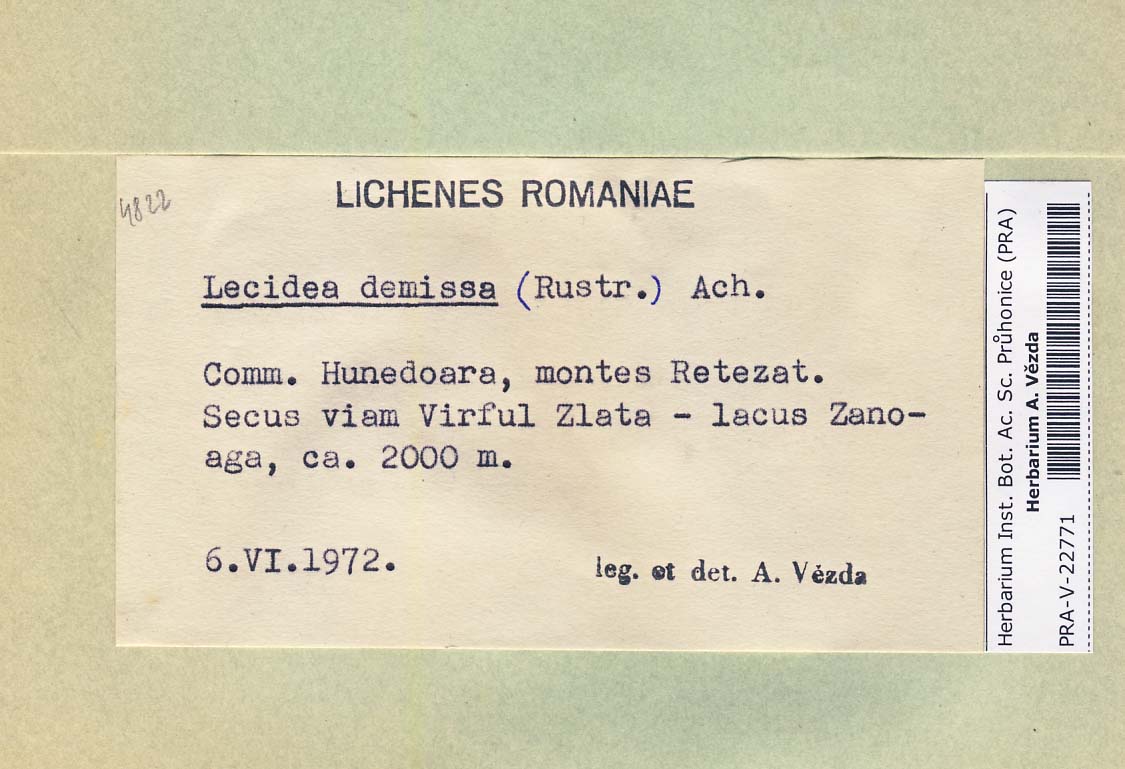 4822
LICHENES ROMANIAE
Lecidea demissa (Rustr.) Ach.
Comm. Hunedoara, montes Retezat.
Secus viam Virful Zlata - lacus Zano-
aga, ca. 2000 m.
6.VI.1972.
leg. et det. A. Vězda
Herbarium Inst. Bot. Ac. Sc. Průhonice (PRA)
Herbarium A. Vězda
PRA-V-22771